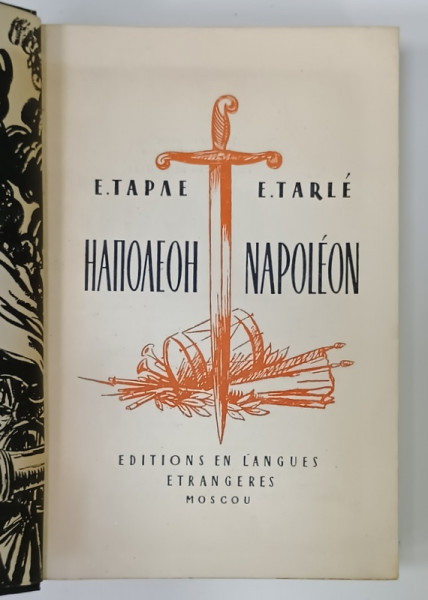 Е.ТАРЛЕ E.TARLÉ
НАПОЛЕОН NAPOLÉON
EDITIONS EN LANGUES
ETRANGERES
MOSCOU